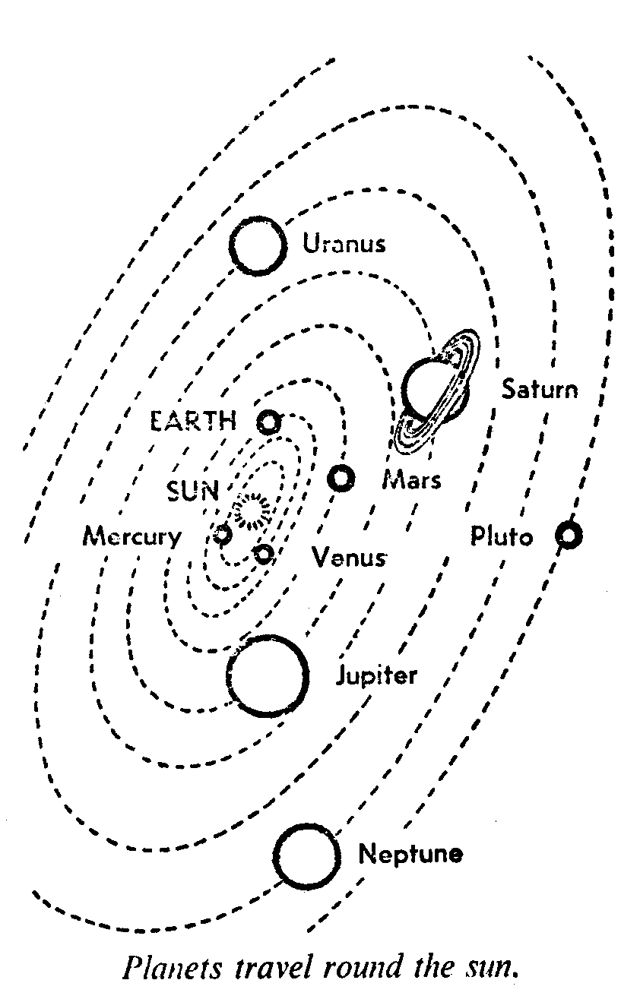 Uranus
Saturn
EARTH
Mars
SUN
Mercury
Pluto
Venus
Jupiter
Neptune
Planets travel round the sun.